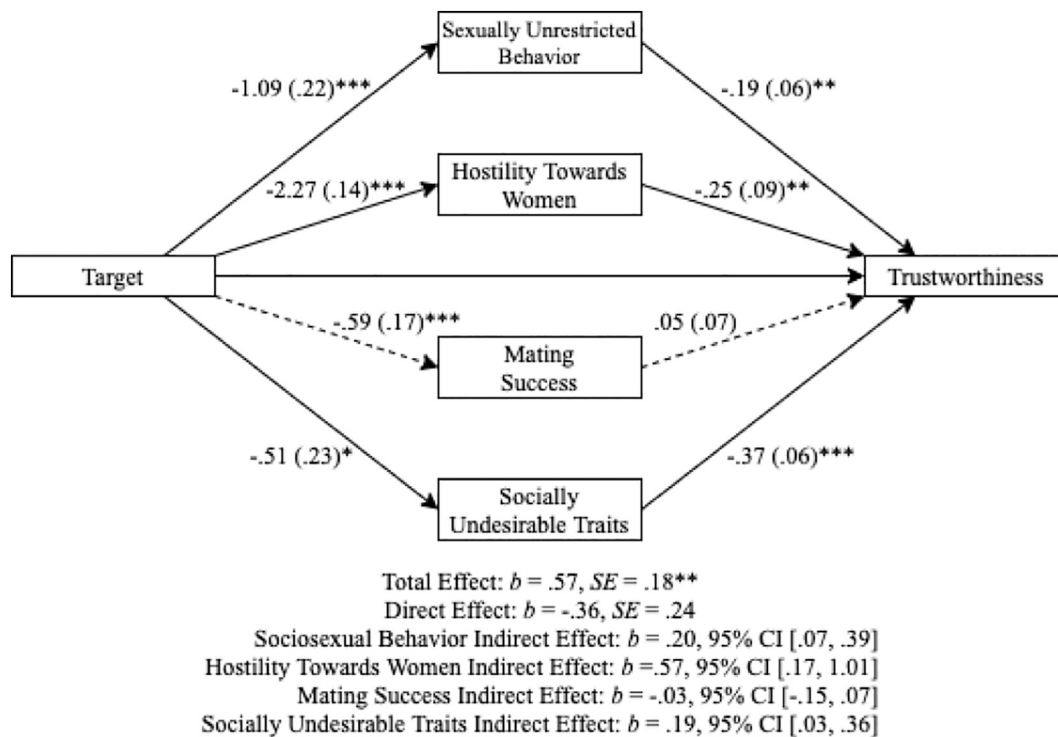 Sexually Unrestricted
Behavior
-1.09 (.22)***
-.19 (.06)**
Hostility Towards
Women
-2.27 (.14)***
-.25 (.09)**
Target
Trustworthiness
-.59 (.17)***
.05 (.07)
Mating
Success
-.51 (.23)*
-.37 (.06)***
Socially
Undesirable Traits
Total Effect: b = .57, SE = .18**
Direct Effect: b = -.36, SE = .24
Sociosexual Behavior Indirect Effect: b = .20, 95% CI [.07, .39]
Hostility Towards Women Indirect Effect: b =.57, 95% CI [.17, 1.01]
Mating Success Indirect Effect: b = -.03, 95% CI [-.15, .07]
Socially Undesirable Traits Indirect Effect: b = .19, 95% CI [.03, .36]